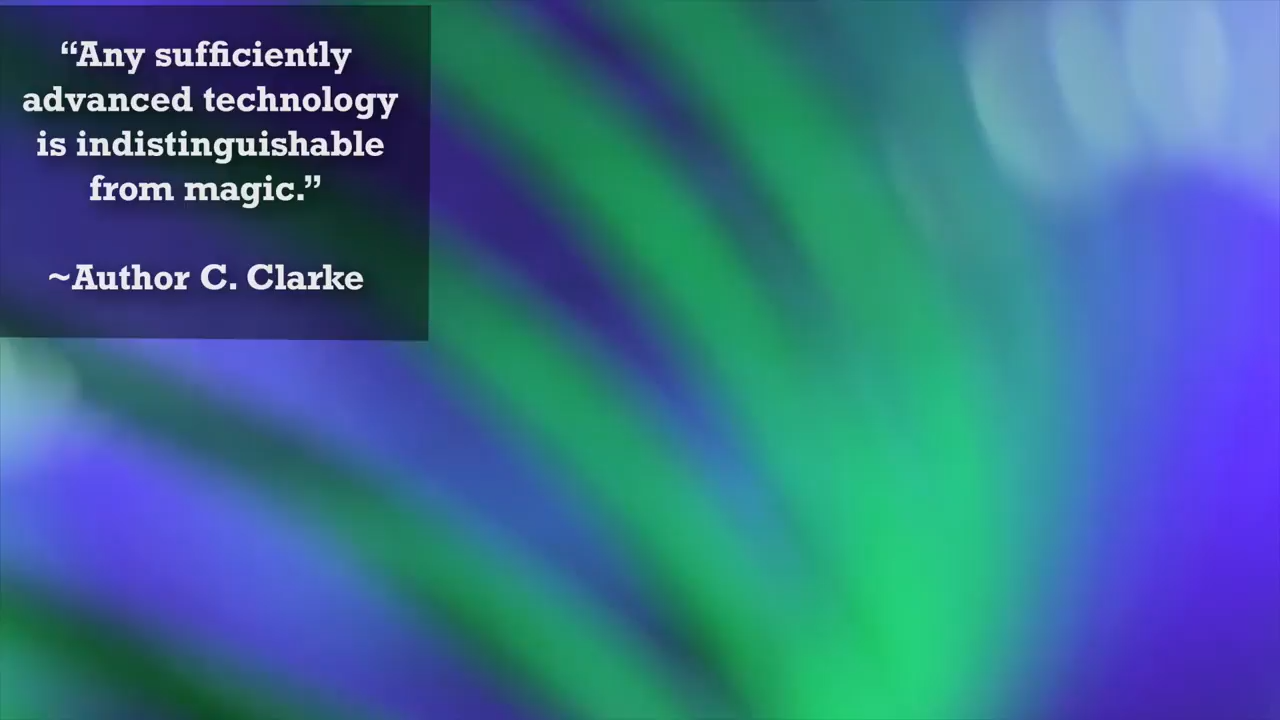 “Any sufficiently
advanced technology
is indistinguishable
from magic.”
~Author C. Clarke